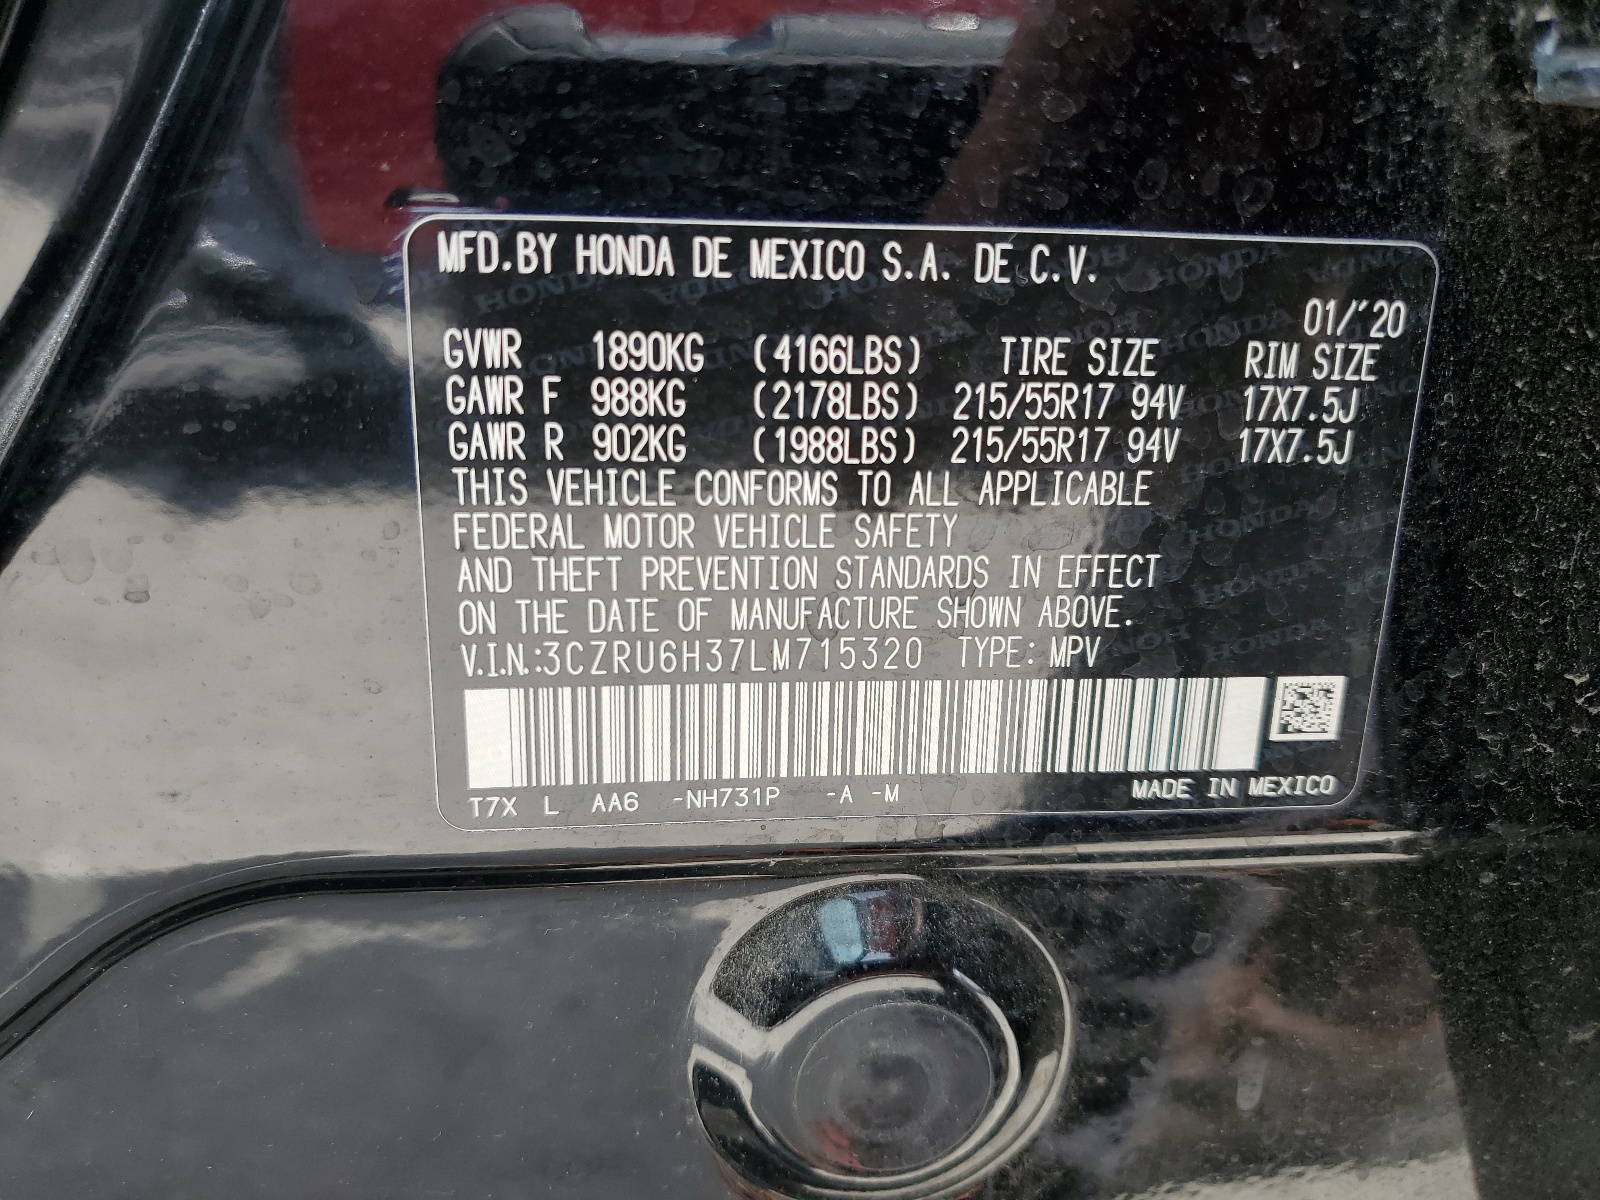 MFD.BY HONDA DE MEXICO S.A. DE C.V.
01/'20
GVWR 1890KG (4166LBS) TIRE SIZE RIM SIZE
GAWR F 988KG (2178LBS) 215/55R17 94V 17X7.5J
GAWR R 902KG (1988LBS) 215/55R17 94V 17X7.5J
THIS VEHICLE CONFORMS TO ALL APPLICABLE
FEDERAL MOTOR VEHICLE SAFETY
AND THEFT PREVENTION STANDARDS IN EFFECT
ON THE DATE OF MANUFACTURE SHOWN ABOVE.
V.I.N.:3CZRU6H37LM715320 TYPE: MPV
T7X L AA6 -NH731P -A -M MADE IN MEXICO